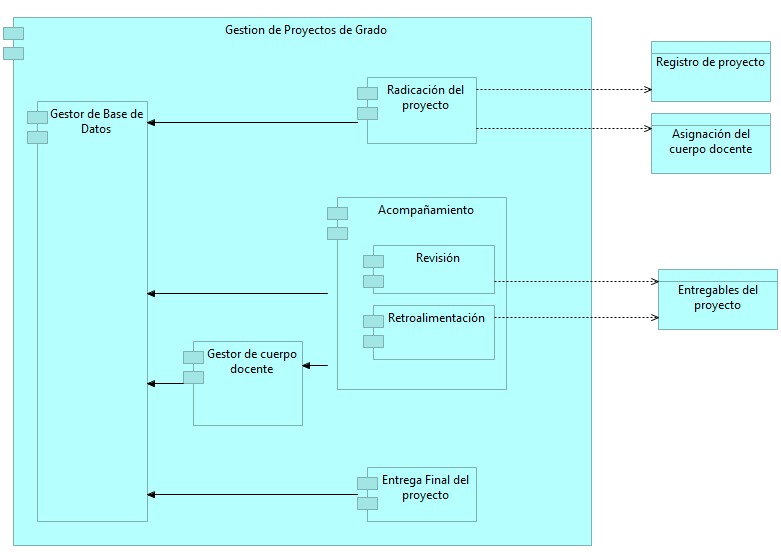 Gestion de Proyectos de Grado
Gestor de Base de
Datos
Radicación del
proyecto
Registro de proyecto
Asignación del
cuerpo docente
Acompañamiento
Revisión
Retroalimentación
Entregables del
proyecto
Gestor de cuerpo
docente
Entrega Final del
proyecto